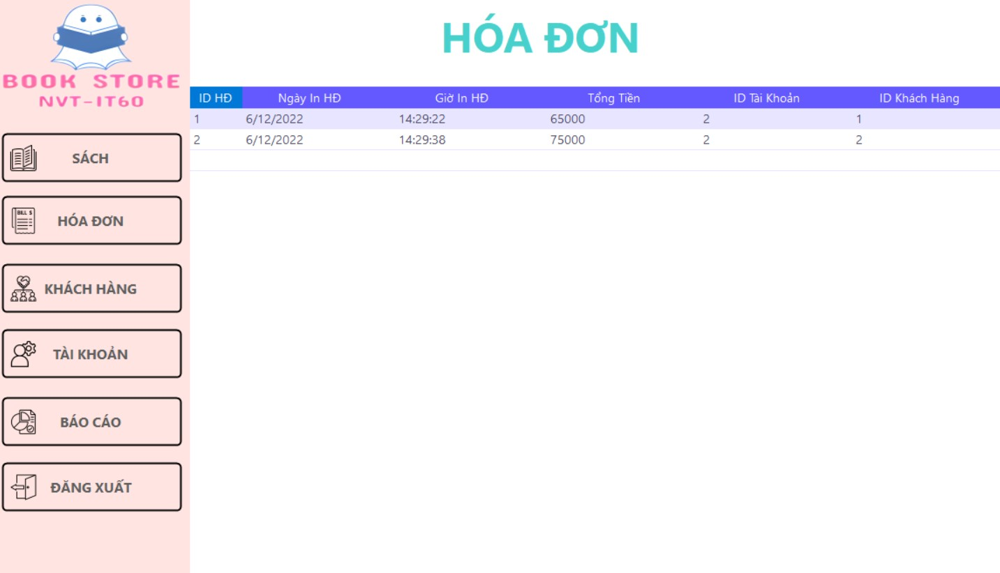 BOOK STORE
NVT-IT60
SÁCH
BILL $
HÓA ĐƠN
KHÁCH HÀNG
TÀI KHOẢN
BÁO CÁO
ĐĂNG XUẤT
HÓA ĐƠN
ID HĐ Ngày In HĐ Giờ In HĐ Tổng Tiền ID Tài Khoản ID Khách Hàng
1 6/12/2022 14:29:22 65000 2 1
2 6/12/2022 14:29:38 75000 2 2